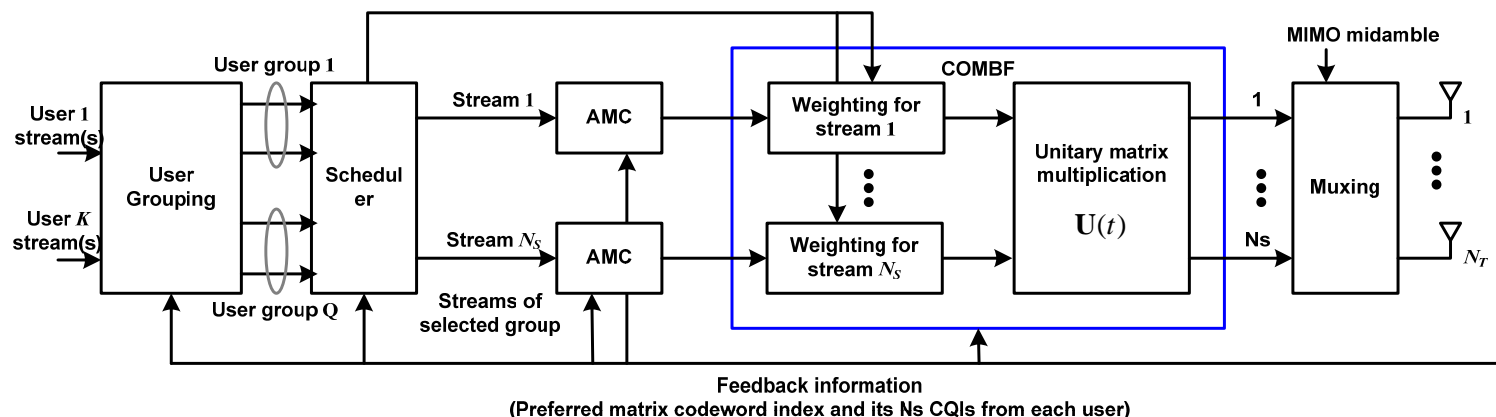 User group 1
User 1
stream(s)
User K
stream(s)
User
Grouping
User group Q
Schedul
er
Stream 1
Stream N_S
Streams of
selected group
AMC
AMC
COMBF
Weighting for
stream 1
Weighting for
stream N_S
Unitary matrix
multiplication
U(t)
1
Ns
MIMO midamble
Muxing
1
N_T
Feedback information
(Preferred matrix codeword index and its Ns CQIs from each user)